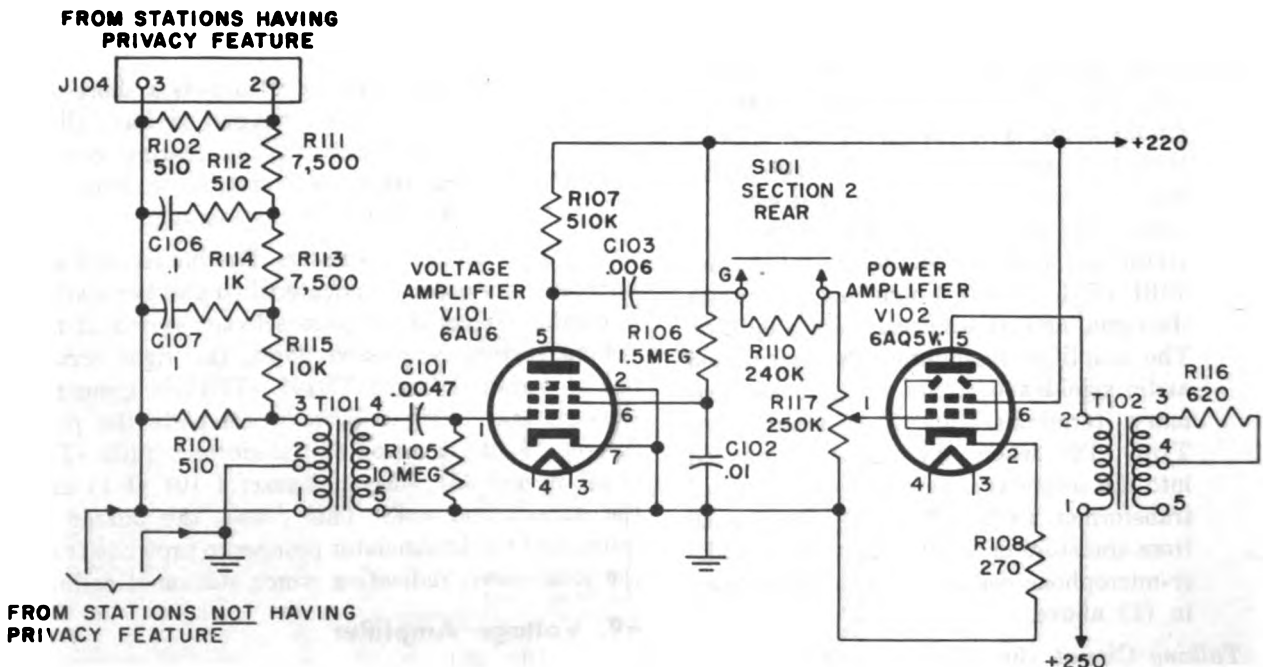 FROM STATIONS HAVING
PRIVACY FEATURE
J104 3 2
R102
510
R112
510
R111
7,500
C106
.1
R114
1K
R113
7,500
C107
.1
R115
10K
R101
510
3 T101 4
2
1 5
C101
.0047
R105
10MEG
VOLTAGE
AMPLIFIER
V101
6AU6
5
1
2
6
7
4 3
R107
510K
C103
.006
R106
1.5MEG
C102
.01
S101
SECTION 2
REAR
G
R110
240K
R117
250K
POWER
AMPLIFIER
V102
6AQ5W
5
6
2
4 3
R108
270
+220
T102
2 3
4
1 5
R116
620
+250
FROM STATIONS NOT HAVING
PRIVACY FEATURE